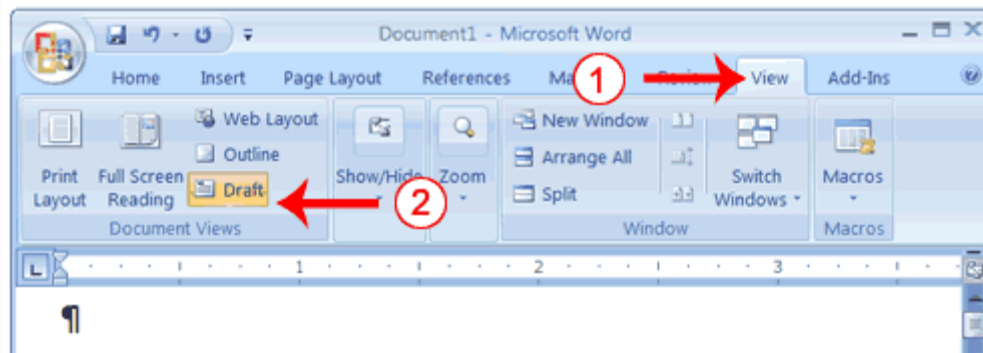 Document1 - Microsoft Word
Home Insert Page Layout References Ma 1 Review View Add-Ins
Web Layout New Window
Outline Arrange All
Print Full Screen Draft Show/Hide Zoom Split Switch Macros
Layout Reading 2 Windows
Document Views Window Macros
L 1 2 3
¶